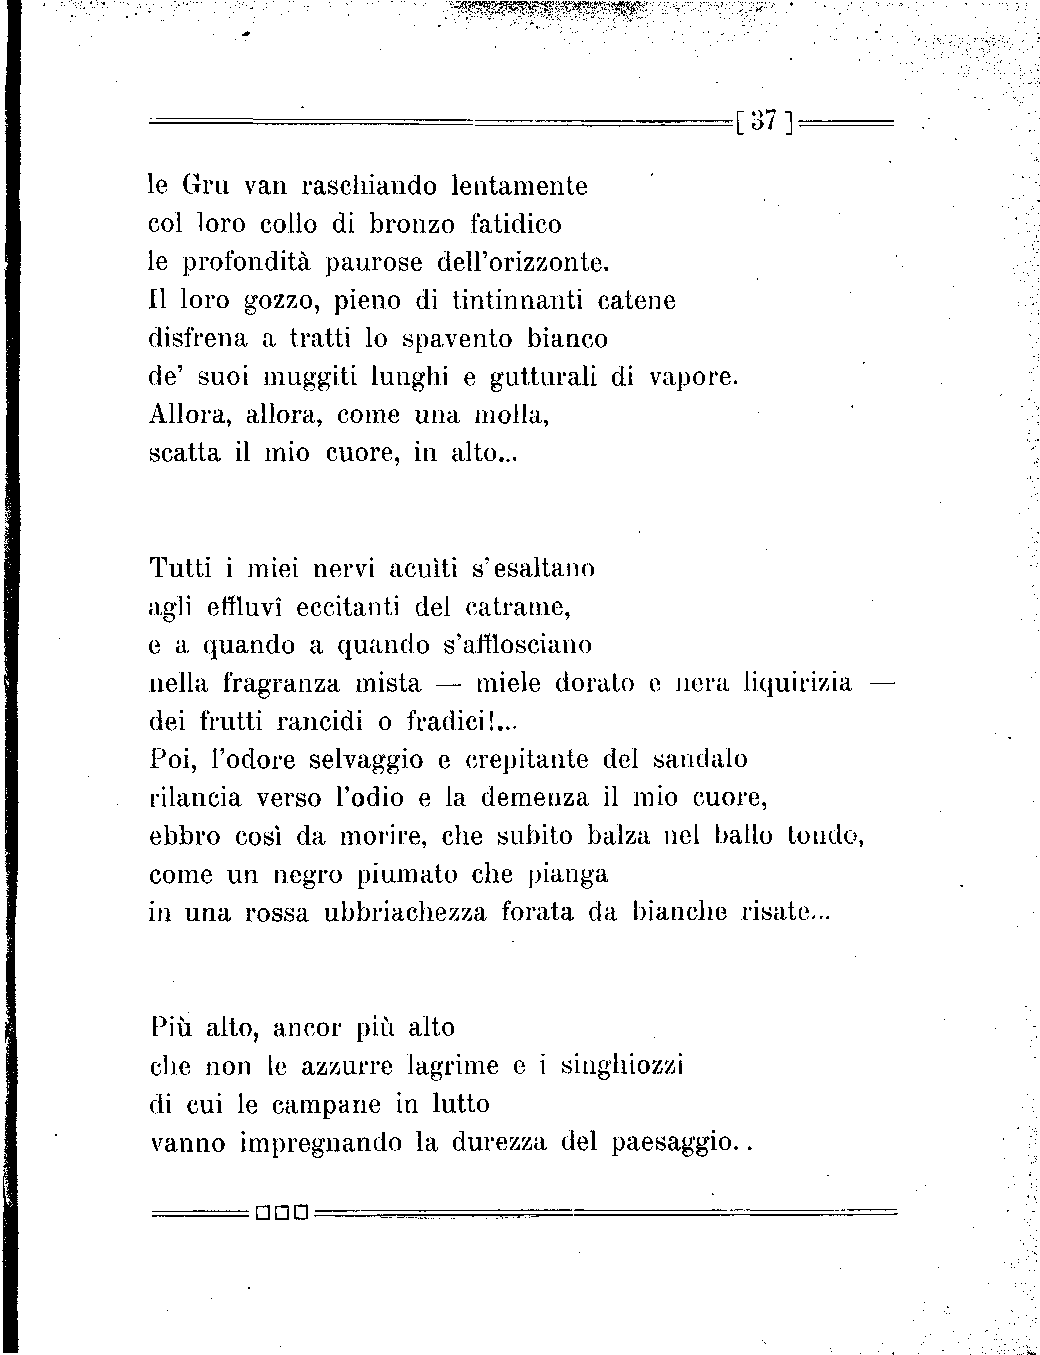 [ 37 ]
le Gru van raschiando lentamente
col loro collo di bronzo fatidico
le profondità paurose dell'orizzonte.
Il loro gozzo, pieno di tintinnanti catene
disfrena a tratti lo spavento bianco
de' suoi muggiti lunghi e gutturali di vapore.
Allora, allora, come una molla,
scatta il mio cuore, in alto...
Tutti i miei nervi acuìti s'esaltano
agli effluvî eccitanti del catrame,
e a quando a quando s'afflosciano
nella fragranza mista — miele dorato e nera liquirizia —
dei frutti rancidi o fradici!...
Poi, l'odore selvaggio e crepitante del sandalo
rilancia verso l'odio e la demenza il mio cuore,
ebbro così da morire, che subito balza nel ballo tondo,
come un negro piumato che pianga
in una rossa ubbriachezza forata da bianche risate...
Più alto, ancor più alto
che non le azzurre lagrime e i singhiozzi
di cui le campane in lutto
vanno impregnando la durezza del paesaggio..